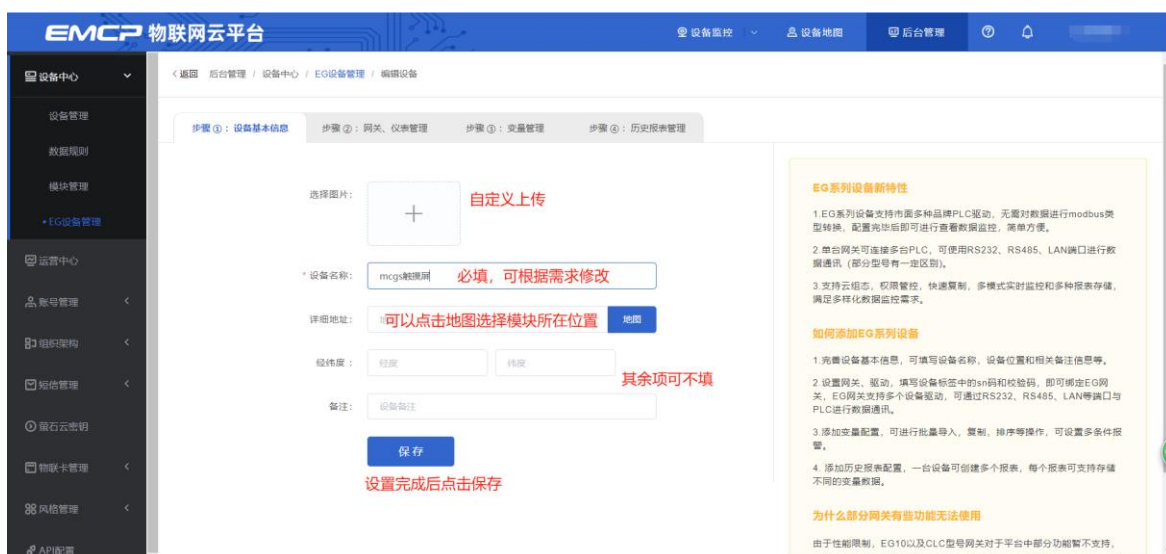 EMCP 物联网云平台
设备监控
设备地图
后台管理
设备中心
设备管理
数据规则
模块管理
•EG设备管理
运营中心
账号管理
组织架构
短信管理
萤石云密钥
物联卡管理
风格管理
API配置
<返回 后台管理 / 设备中心 / EG设备管理 / 编辑设备
步骤①：设备基本信息
步骤②：网关、仪表管理
步骤③：变量管理
步骤④：历史报表管理
选择图片：
+
自定义上传
* 设备名称：
mcgs触摸屏
必填，可根据需求修改
详细地址：
可以点击地图选择模块所在位置
地图
经纬度：
经度
纬度
其余项可不填
备注：
设备备注
保存
设置完成后点击保存
EG系列设备新特性
1.EG系列设备支持市面多种品牌PLC驱动，无需对数据进行modbus类
型转换，配置完毕后即可进行查看数据监控，简单方便。
2.单台网关可连接多台PLC，可使用RS232、RS485、LAN端口进行数
据通讯（部分型号有一定区别)。
3.支持云组态，权限管控，快速复制，多模式实时监控和多种报表存储，
满足多样化数据监控需求。
如何添加EG系列设备
1.完善设备基本信息，可填写设备名称，设备位置和相关备注信息等。
2.设置网关、驱动，填写设备标签中的sn码和校验码，即可绑定EG网
关，EG网关支持多个设备驱动，可通过RS232、RS485、LAN等端口与
PLC进行数据通讯。
3.添加变量配置，可进行批量导入，复制，排序等操作，可设置多条件报
警。
4. 添加历史报表配置，一台设备可创建多个报表，每个报表可支持存储
不同的变量数据。
为什么部分网关有些功能无法使用
由于性能限制，EG10以及CLC型号网关对于平台中部分功能暂不支持，